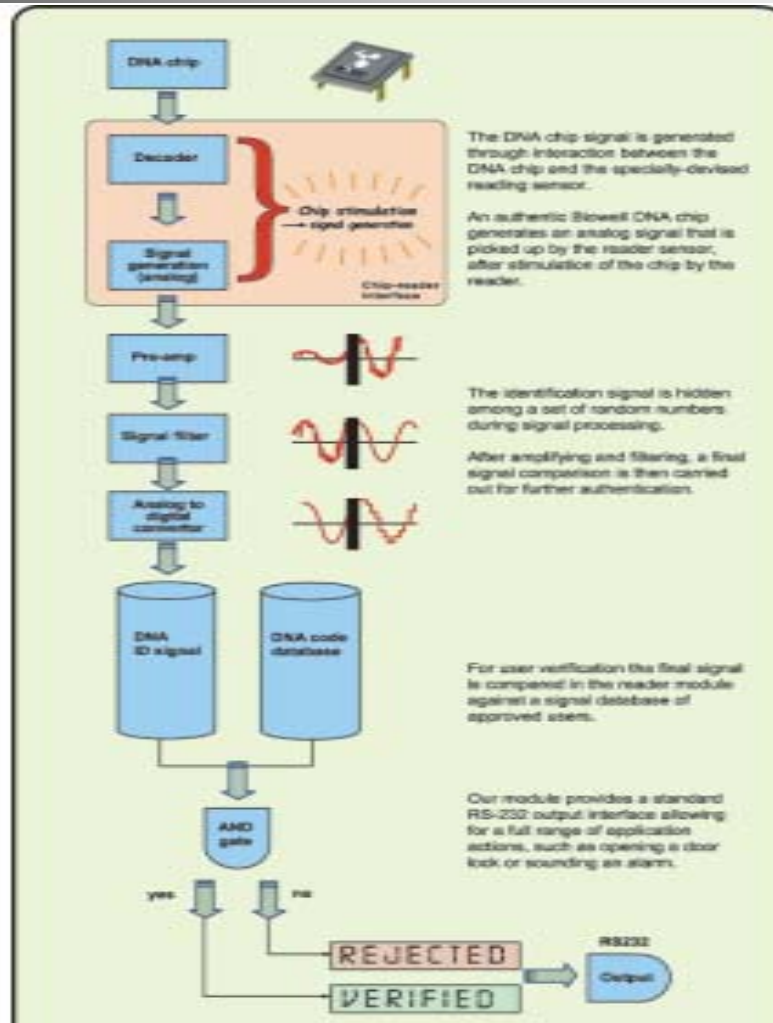 DNA chip
Decoder
Chip stimulation
→ signal generation
Signal
generation
(analog)
Chip-reader
interface
The DNA chip signal is generated
through interaction between the
DNA chip and the specially-devised
reading sensor.
An authentic Biowell DNA chip
generates an analog signal that is
picked up by the reader sensor,
after stimulation of the chip by the
reader.
Pre-amp
Signal filter
Analog to
digital
convertor
The identification signal is hidden
among a set of random numbers
during signal processing.
After amplifying and filtering, a final
signal comparison is then carried
out for further authentication.
DNA
ID signal
DNA code
database
For user verification the final signal
is compared in the reader module
against a signal database of
approved users.
AND
gate
Our module provides a standard
RS-232 output interface allowing
for a full range of application
actions, such as opening a door
lock or sounding an alarm.
yes
no
REJECTED
VERIFIED
RS232
Output